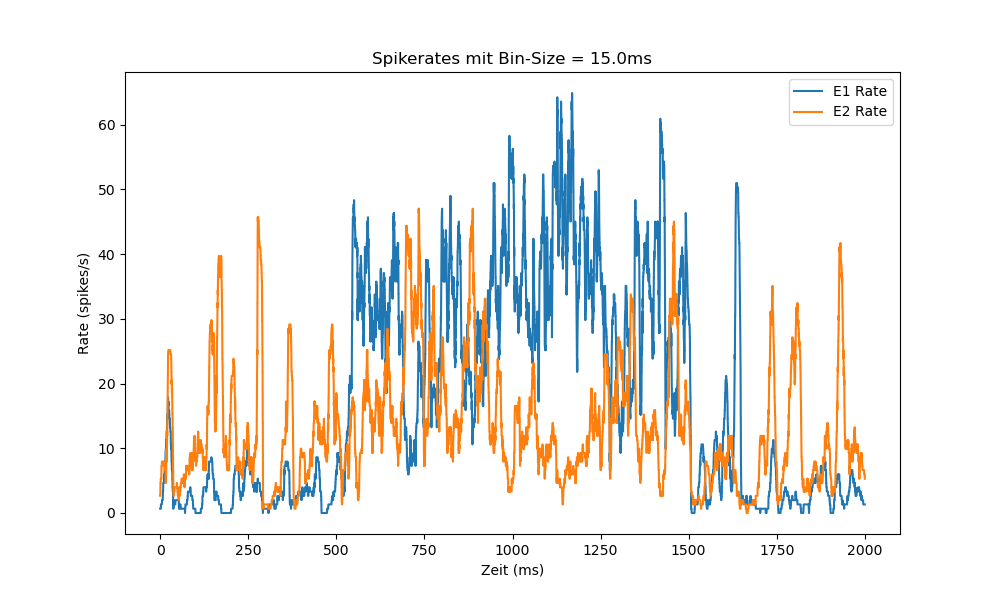 Spikerates mit Bin-Size = 15.0ms
E1 Rate
E2 Rate
Rate (spikes/s)
60
50
40
30
20
10
0
0 250 500 750 1000 1250 1500 1750 2000
Zeit (ms)